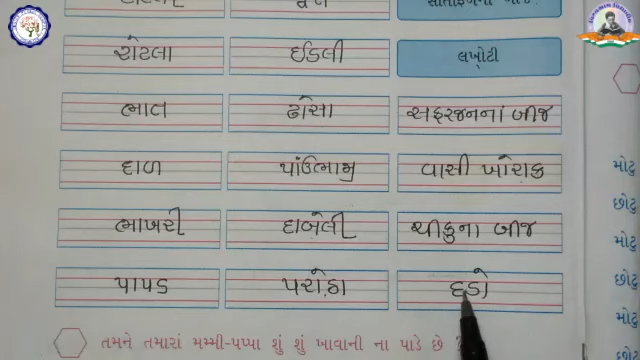 રોટલા ઈડલી લખોટી
ભાત ઢોસા સફરજનનાં બીજ
દાળ પાંઉભાજી વાસી ખોરાક
ભાખરી દાબેલી ચીકુના બીજ
પાપડ પરોઠા દડો
તમને તમારાં મમ્મી-પપ્પા શું શું ખાવાની ના પાડે છે ?
મોટુ
છોટુ
મોટુ
છોટુ
મોટુ
છોટુ